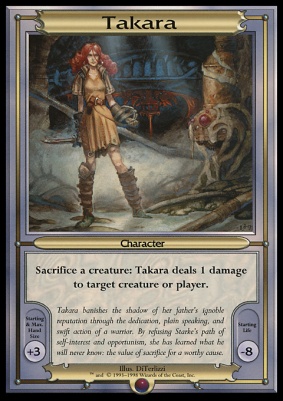 Takara
Character
Sacrifice a creature: Takara deals 1 damage
to target creature or player.
Starting
& Max.
Hand
Size
+3
Takara banishes the shadow of her father's ignoble
reputation through the dedication, plain speaking, and
swift action of a warrior. By refusing Starke's path of
self-interest and opportunism, she has learned what he
will never know: the value of sacrifice for a worthy cause.
Starting
Life
-8
Illus. DiTerlizzi
™ and © 1993–1998 Wizards of the Coast, Inc.